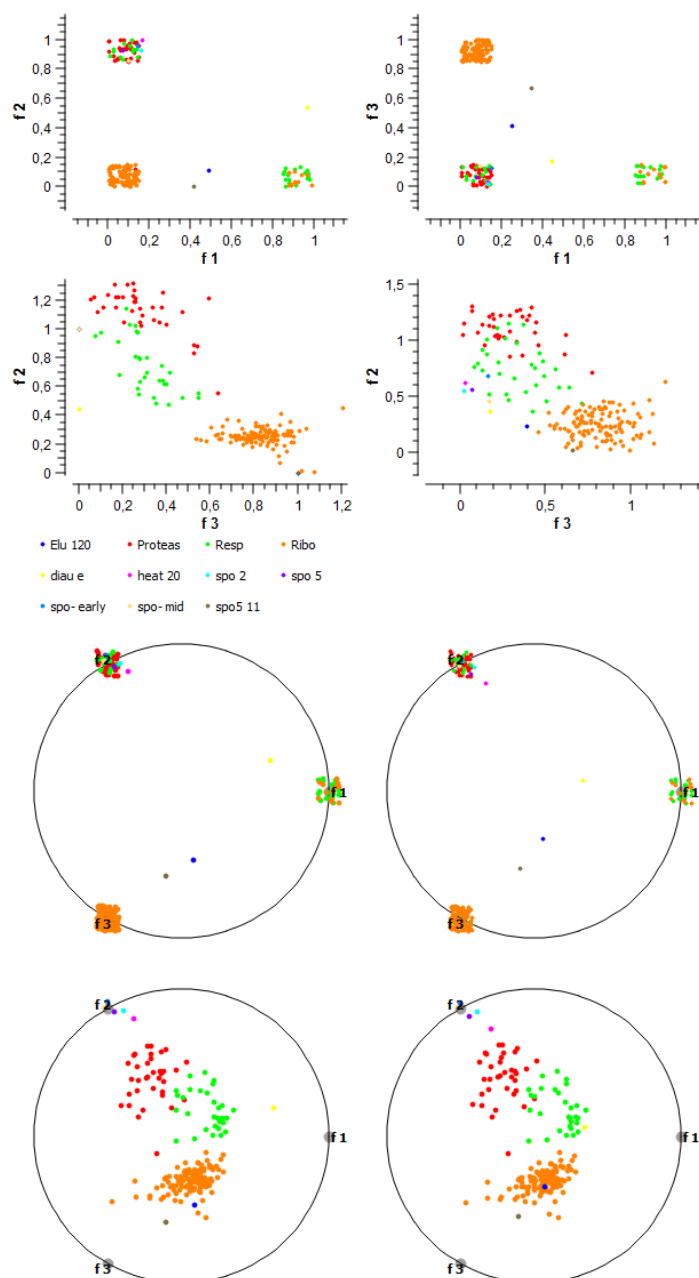 1
0,8
0,6
0,4
0,2
0
f 2
0 0,2 0,4 0,6 0,8 1
f 1
1
0,8
0,6
0,4
0,2
0
f 3
0 0,2 0,4 0,6 0,8 1
f 1
1,2
1
0,8
0,6
0,4
0,2
0
f 2
0 0,2 0,4 0,6 0,8 1 1,2
f 3
1,5
1
0,5
0
f 2
0 0,5 1
f 3
Elu 120 Proteas Resp Ribo
diau e heat 20 spo 2 spo 5
spo- early spo- mid spo5 11
f 2
f 1
f 3
f 2
f 1
f 3
f 2
f 1
f 3
f 2
f 1
f 3